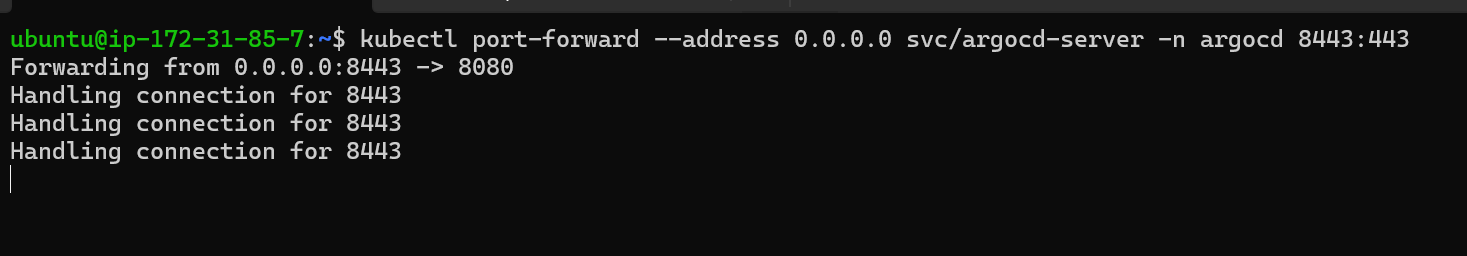 ubuntu@ip-172-31-85-7:~$ kubectl port-forward --address 0.0.0.0 svc/argocd-server -n argocd 8443:443
Forwarding from 0.0.0.0:8443 -> 8080
Handling connection for 8443
Handling connection for 8443
Handling connection for 8443